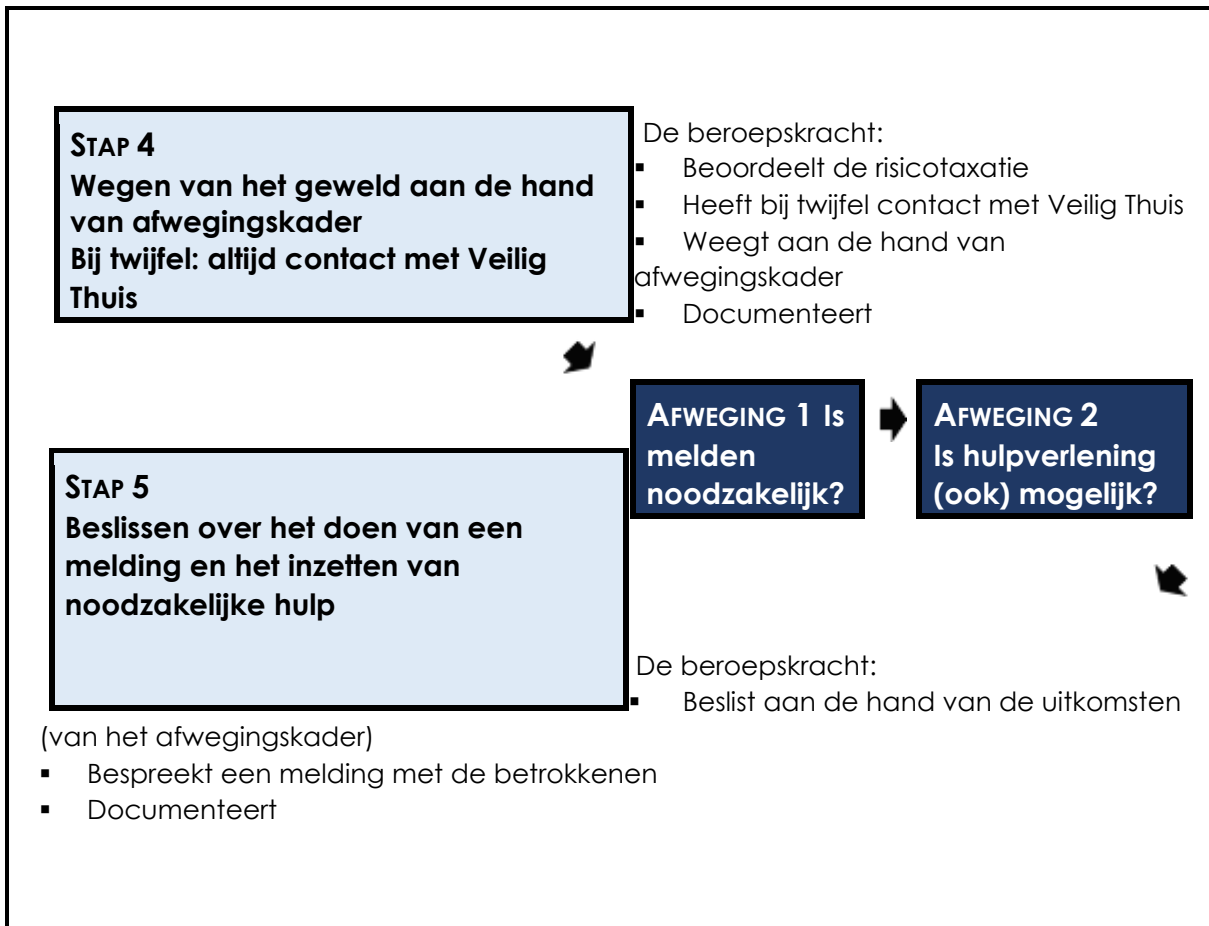 STAP 4
Wegen van het geweld aan de hand
van afwegingskader
Bij twijfel: altijd contact met Veilig
Thuis
De beroepskracht:
▪ Beoordeelt de risicotaxatie
▪ Heeft bij twijfel contact met Veilig Thuis
▪ Weegt aan de hand van
afwegingskader
▪ Documenteert
AFWEGING 1 Is
melden
noodzakelijk?
AFWEGING 2
Is hulpverlening
(ook) mogelijk?
STAP 5
Beslissen over het doen van een
melding en het inzetten van
noodzakelijke hulp
De beroepskracht:
▪ Beslist aan de hand van de uitkomsten
(van het afwegingskader)
▪ Bespreekt een melding met de betrokkenen
▪ Documenteert